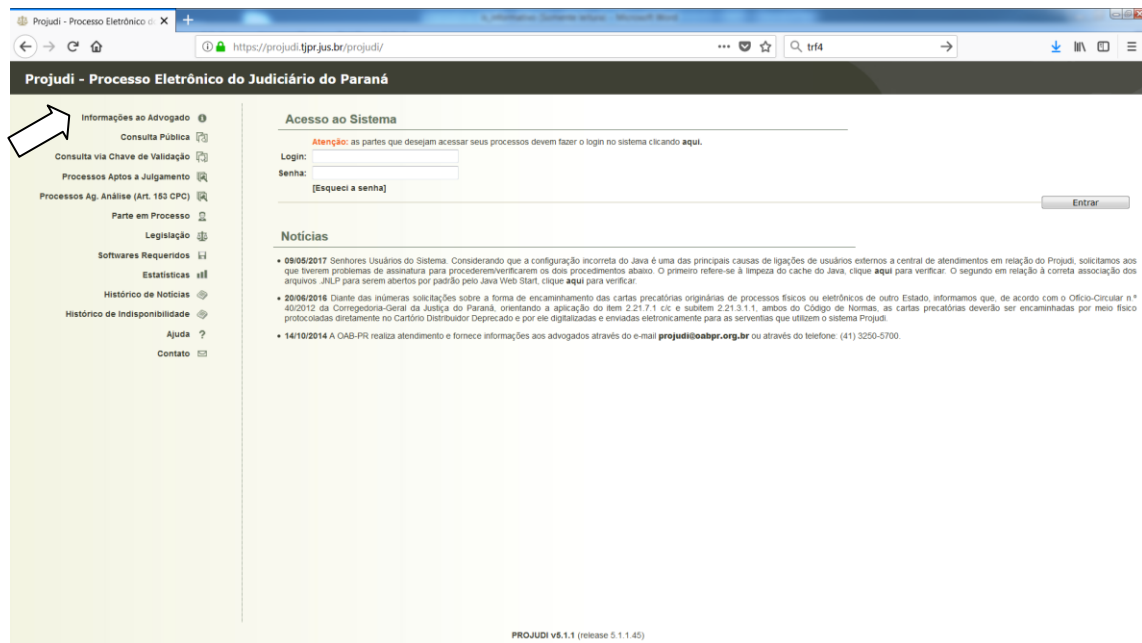 Projudi - Processo Eletrônico d
https://projudi.tjpr.jus.br/projudi/
trf4
Projudi - Processo Eletrônico do Judiciário do Paraná
Informações ao Advogado
Consulta Pública
Consulta via Chave de Validação
Processos Aptos a Julgamento
Processos Ag. Análise (Art. 153 CPC)
Parte em Processo
Legislação
Softwares Requeridos
Estatísticas
Histórico de Notícias
Histórico de Indisponibilidade
Ajuda
Contato
Acesso ao Sistema
Atenção: as partes que desejam acessar seus processos devem fazer o login no sistema clicando aqui.
Login:
Senha:
[Esqueci a senha]
Entrar
Notícias
• 09/05/2017 Senhores Usuários do Sistema. Considerando que a configuração incorreta do Java é uma das principais causas de ligações de usuários externos a central de atendimentos em relação do Projudi, solicitamos aos
que tiverem problemas de assinatura para procederem/verificarem os dois procedimentos abaixo. O primeiro refere-se à limpeza do cache do Java, clique aqui para verificar. O segundo em relação à correta associação dos
arquivos .JNLP para serem abertos por padrão pelo Java Web Start, clique aqui para verificar.
• 20/06/2016 Diante das inúmeras solicitações sobre a forma de encaminhamento das cartas precatórias originárias de processos físicos ou eletrônicos de outro Estado, informamos que, de acordo com o Ofício-Circular n.º
40/2012 da Corregedoria-Geral da Justiça do Paraná, orientando a aplicação do item 2.21.7.1 c/c e subitem 2.21.3.1.1, ambos do Código de Normas, as cartas precatórias deverão ser encaminhadas por meio físico
protocoladas diretamente no Cartório Distribuidor Deprecado e por ele digitalizadas e enviadas eletronicamente para as serventias que utilizem o sistema Projudi.
• 14/10/2014 A OAB-PR realiza atendimento e fornece informações aos advogados através do e-mail projudi@oabpr.org.br ou através do telefone: (41) 3250-5700.
PROJUDI v5.1.1 (release 5.1.1.45)